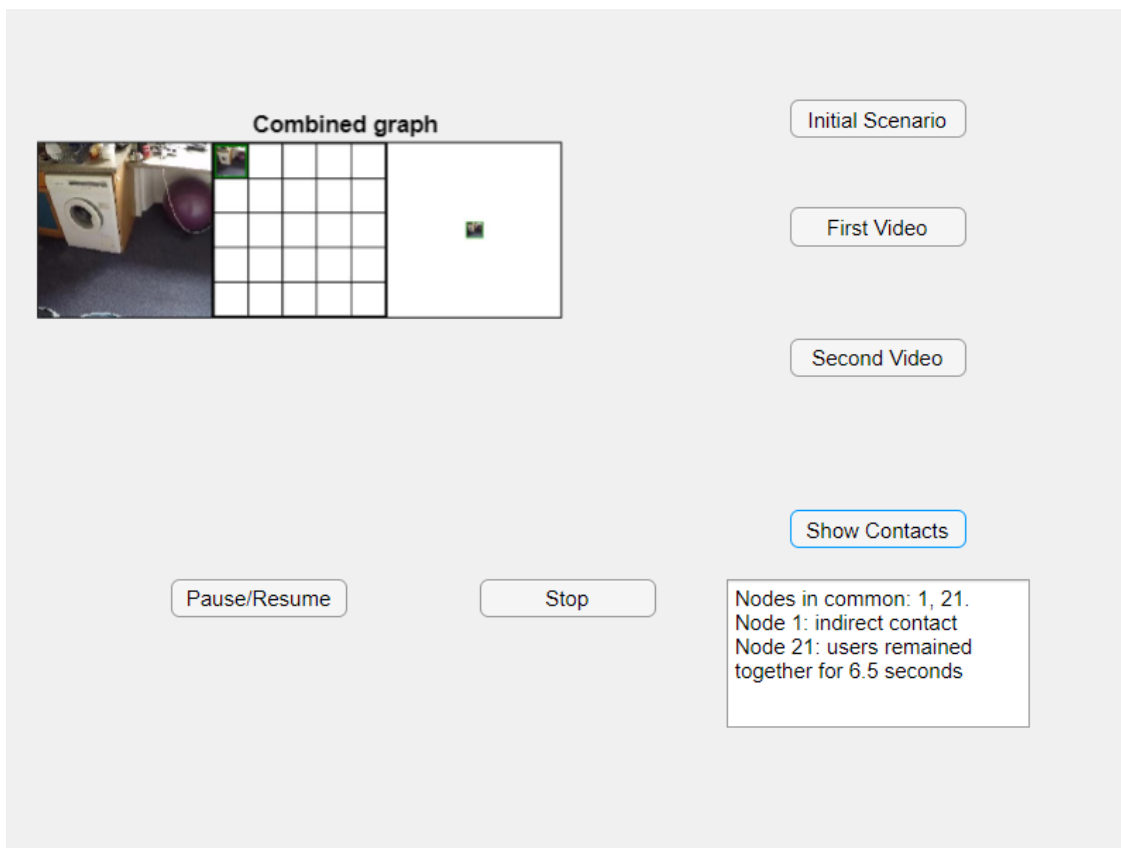 Combined graph
Initial Scenario
First Video
Second Video
Show Contacts
Pause/Resume
Stop
Nodes in common: 1, 21.
Node 1: indirect contact
Node 21: users remained
together for 6.5 seconds